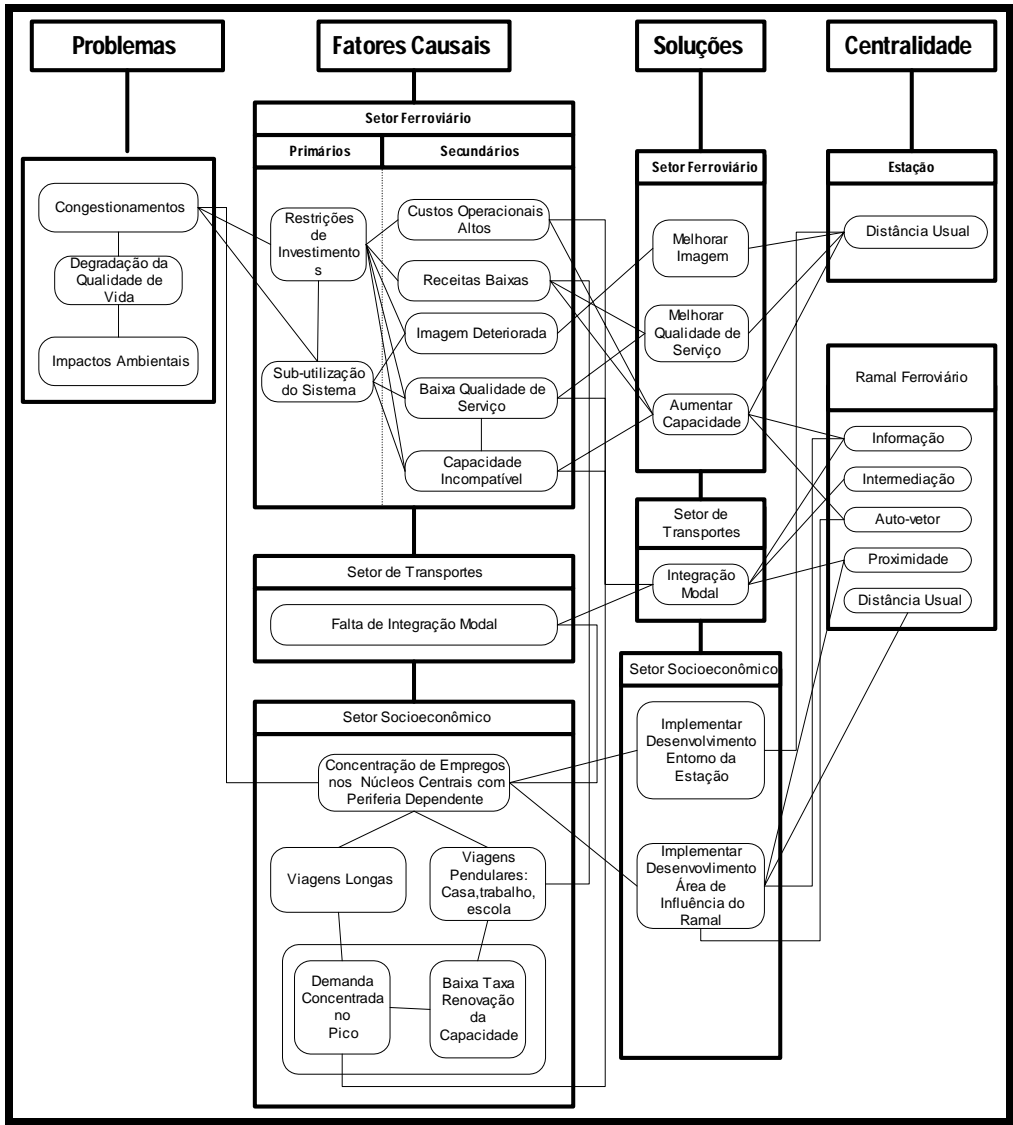 Problemas
Fatores Causais
Soluções
Centralidade
Congestionamentos
Degradação da
Qualidade de
Vida
Impactos Ambientais
Setor Ferroviário
Primários
Secundários
Restrições
de
Investimento
s
Sub-utilização
do Sistema
Custos Operacionais
Altos
Receitas Baixas
Imagem Deteriorada
Baixa Qualidade de
Serviço
Capacidade
Incompatível
Setor de Transportes
Falta de Integração Modal
Setor Socioeconômico
Concentração de Empregos
nos Núcleos Centrais com
Periferia Dependente
Viagens Longas
Viagens
Pendulares:
Casa,trabalho,
escola
Demanda
Concentrada
no
Pico
Baixa Taxa
Renovação
da
Capacidade
Setor Ferroviário
Melhorar
Imagem
Melhorar
Qualidade de
Serviço
Aumentar
Capacidade
Setor de
Transportes
Integração
Modal
Setor Socioeconômico
Implementar
Desenvolvimento
Entorno da
Estação
Implementar
Desenvovlimento
Área de
Influência do
Ramal
Estação
Distância Usual
Ramal Ferroviário
Informação
Intermediação
Auto-vetor
Proximidade
Distância Usual